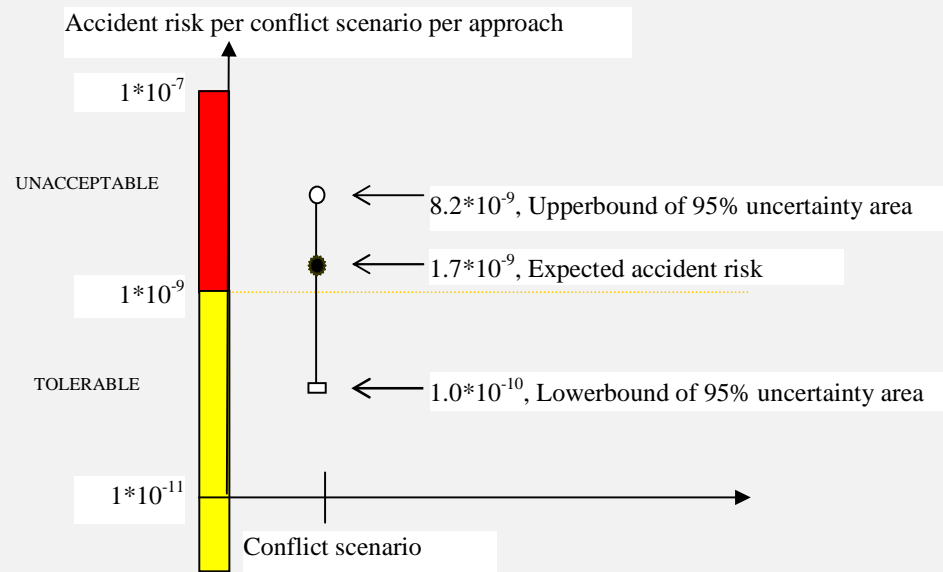 Accident risk per conflict scenario per approach
1*10^-7
UNACCEPTABLE
8.2*10^-9, Upperbound of 95% uncertainty area
1.7*10^-9, Expected accident risk
1*10^-9
TOLERABLE
1.0*10^-10, Lowerbound of 95% uncertainty area
1*10^-11
Conflict scenario